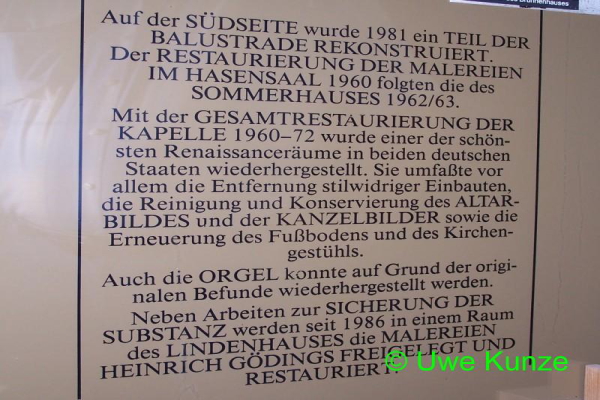 Brunnenhauses
Auf der SÜDSEITE wurde 1981 ein TEIL DER
BALUSTRADE REKONSTRUIERT.
Der RESTAURIERUNG DER MALEREIEN
IM HASENSAAL 1960 folgten die des
SOMMERHAUSES 1962/63.
Mit der GESAMTRESTAURIERUNG DER
KAPELLE 1960–72 wurde einer der schön-
sten Renaissanceräume in beiden deutschen
Staaten wiederhergestellt. Sie umfaßte vor
allem die Entfernung stilwidriger Einbauten,
die Reinigung und Konservierung des ALTAR-
BILDES und der KANZELBILDER sowie die
Erneuerung des Fußbodens und des Kirchen-
gestühls.
Auch die ORGEL konnte auf Grund der origi-
nalen Befunde wiederhergestellt werden.
Neben Arbeiten zur SICHERUNG DER
SUBSTANZ werden seit 1986 in einem Raum
des LINDENHAUSES die MALEREIEN
HEINRICH GÖDINGS FREIGELEGT UND
RESTAURIERT.
© Uwe Kunze